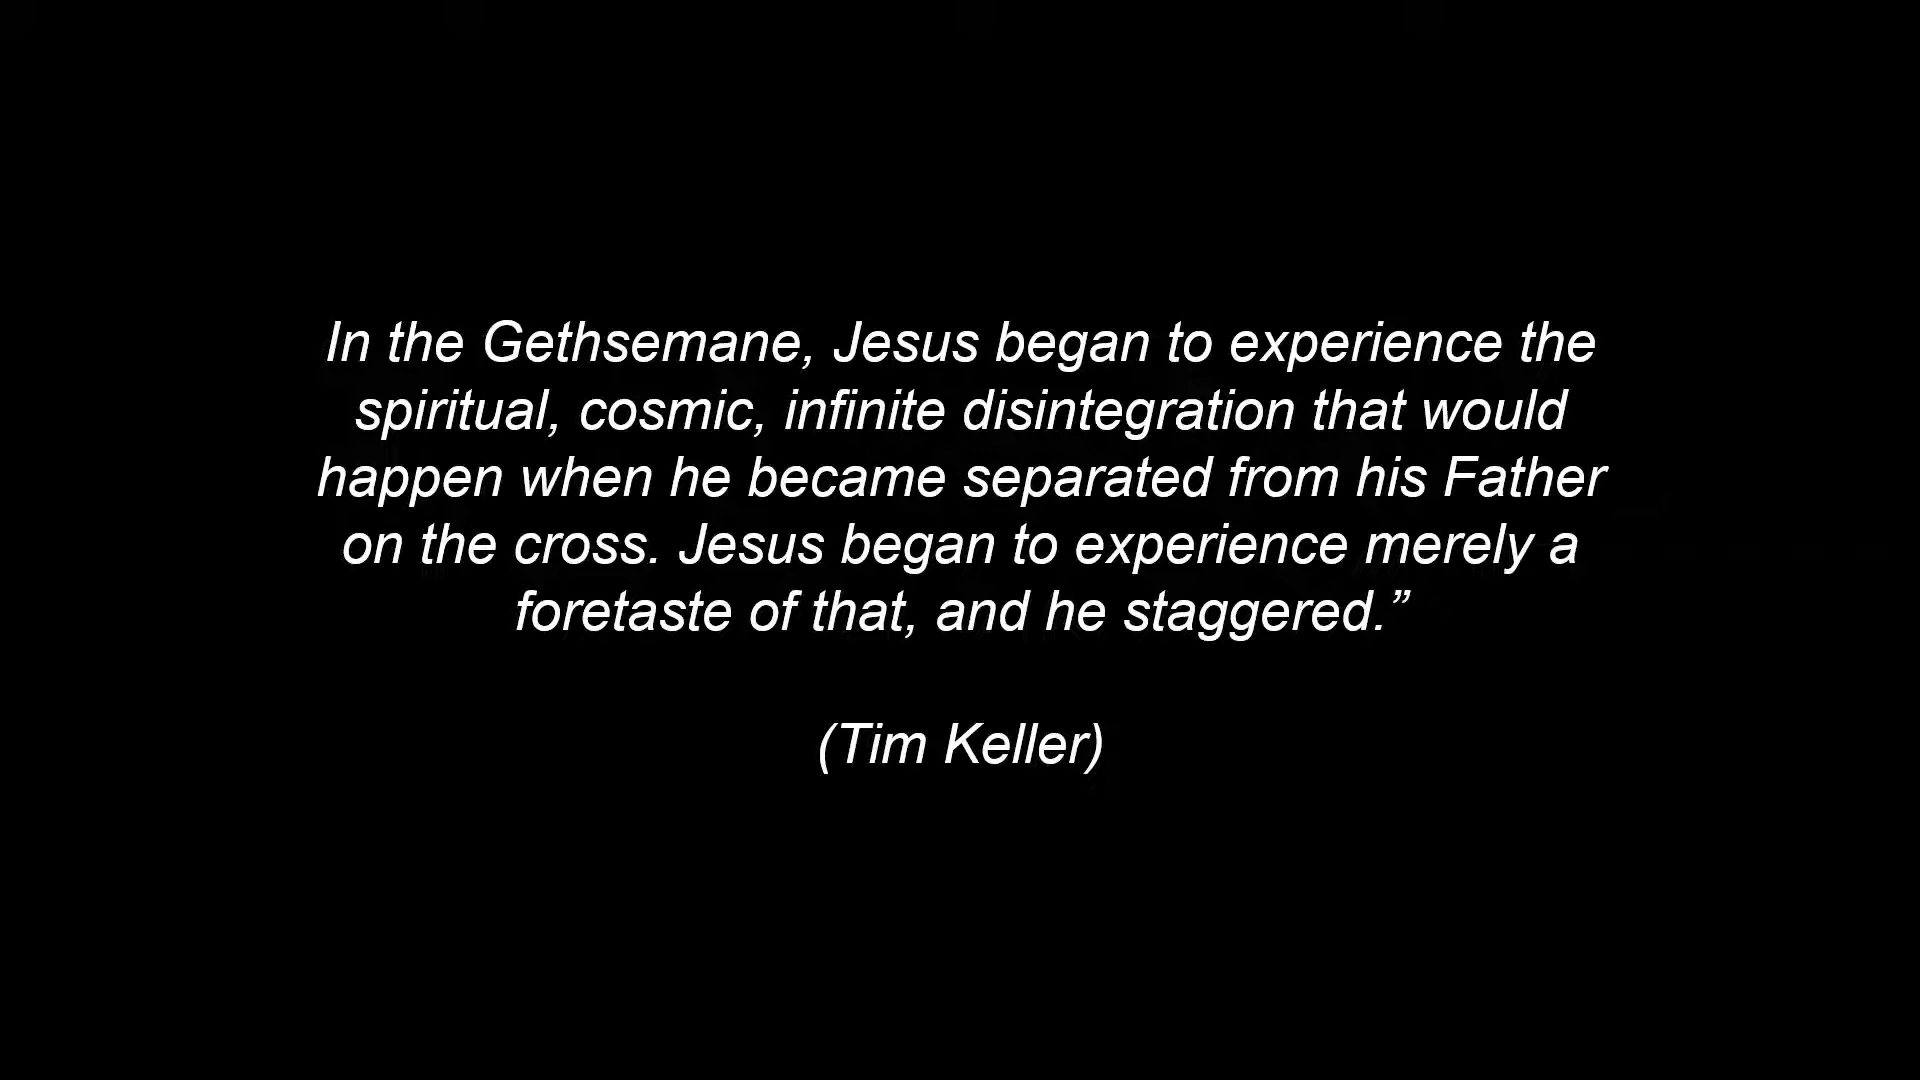 In the Gethsemane, Jesus began to experience the
spiritual, cosmic, infinite disintegration that would
happen when he became separated from his Father
on the cross. Jesus began to experience merely a
foretaste of that, and he staggered.”
(Tim Keller)